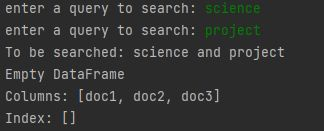 enter a query to search: science
enter a query to search: project
To be searched: science and project
Empty DataFrame
Columns: [doc1, doc2, doc3]
Index: []